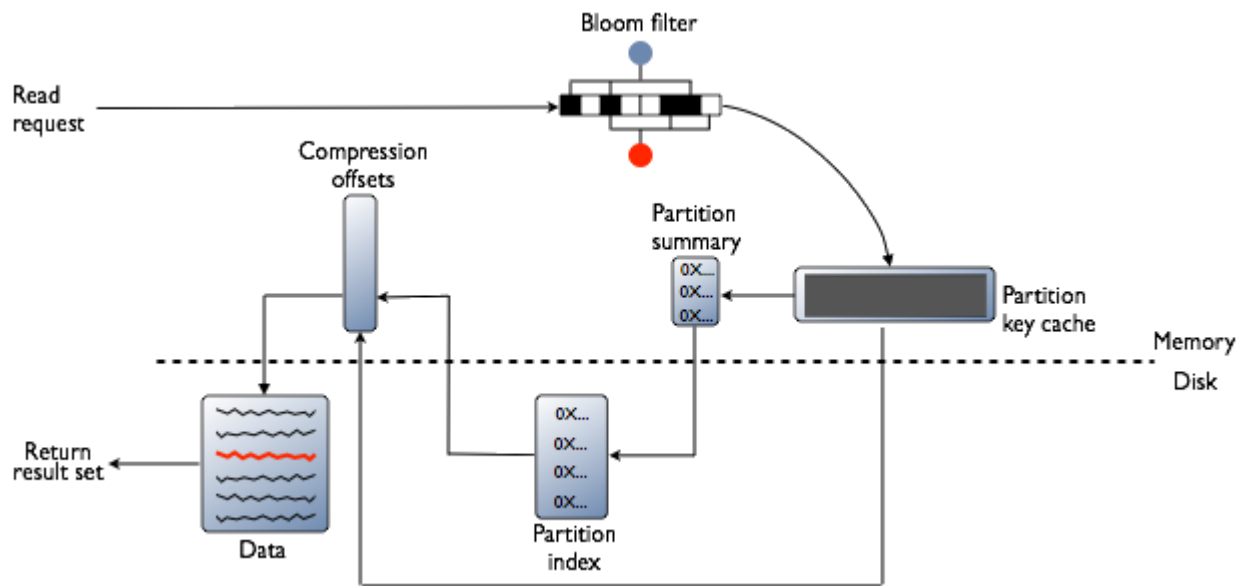 Bloom filter
Read
request
Compression
offsets
Partition
summary
0X...
0X...
0X...
Partition
key cache
Memory
Disk
0X...
0X...
0X...
0X...
Return
result set
Data
Partition
index